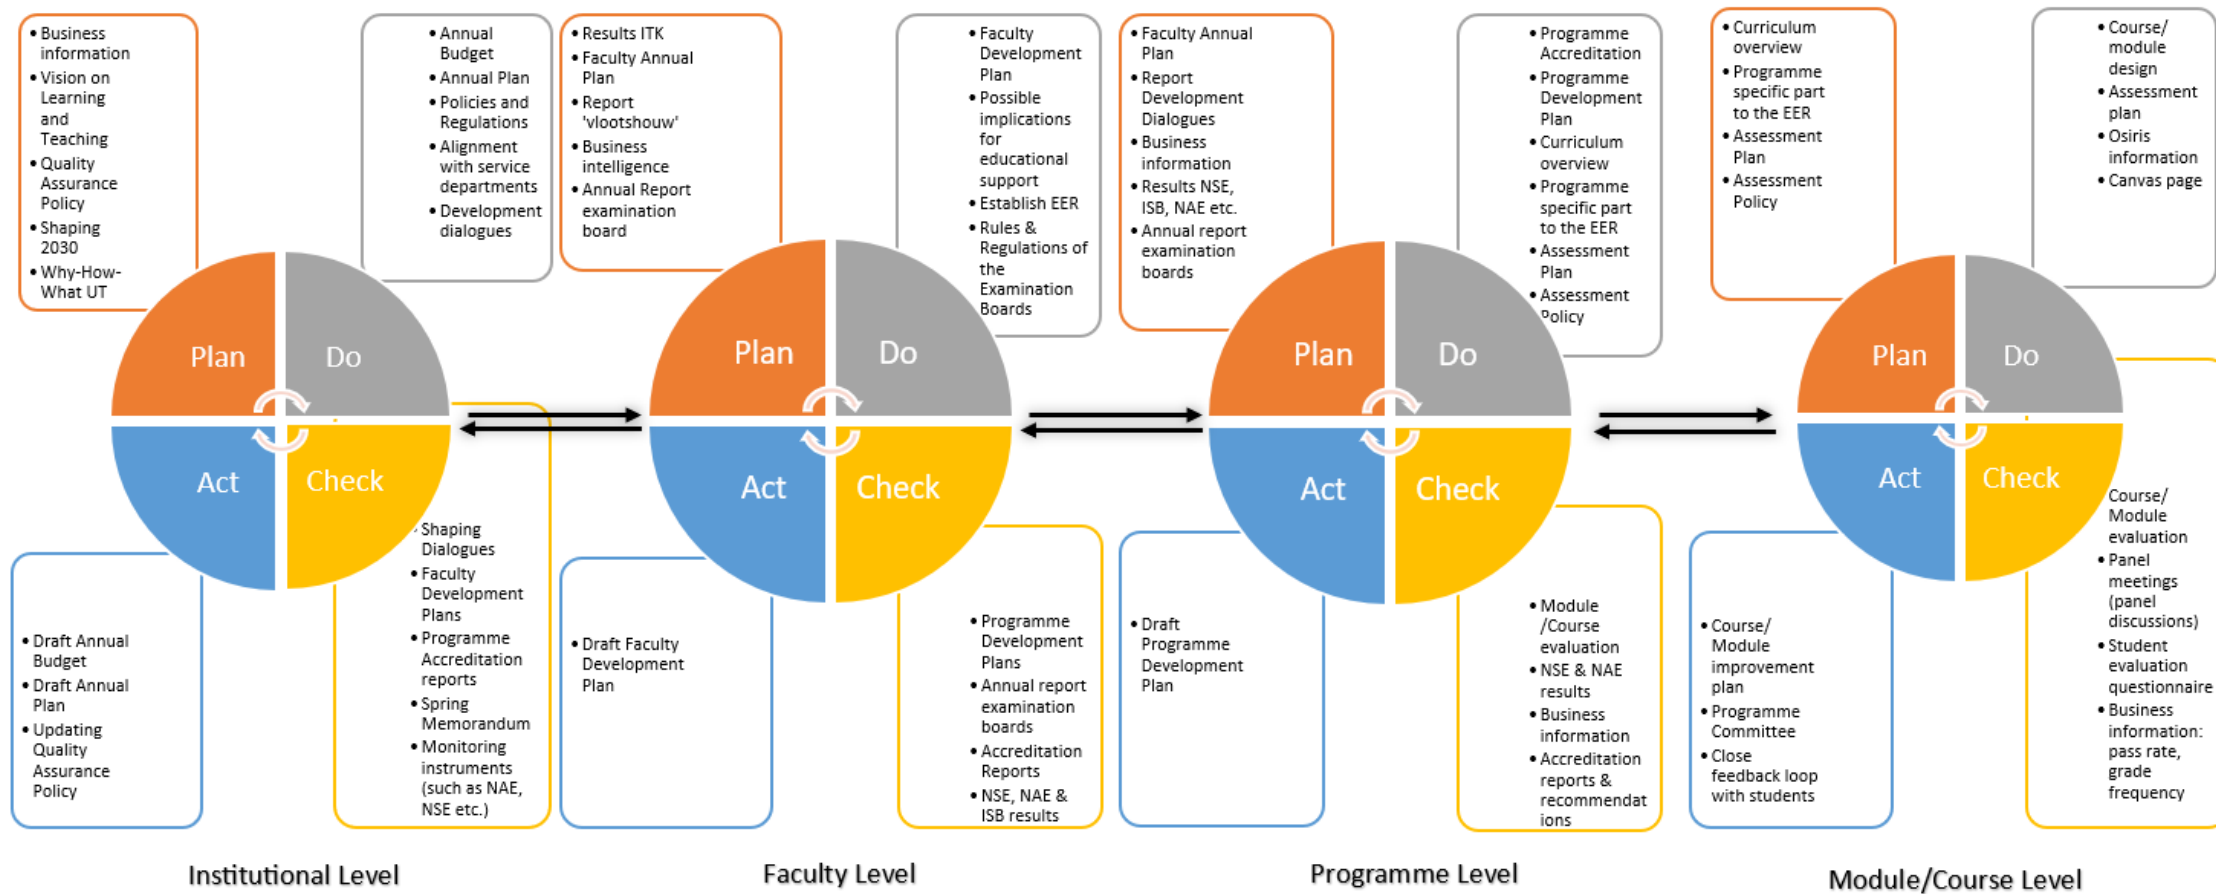 • Business
information
• Vision on
Learning
and
Teaching
• Quality
Assurance
Policy
• Shaping
2030
• Why-How-
What UT
• Annual
Budget
• Annual Plan
• Policies and
Regulations
• Alignment
with service
departments
• Development
dialogues
Plan
Do
Act
Check
• Draft Annual
Budget
• Draft Annual
Plan
• Updating
Quality
Assurance
Policy
• Shaping
Dialogues
• Faculty
Development
Plans
• Programme
Accreditation
reports
• Spring
Memorandum
• Monitoring
instruments
(such as NAE,
NSE etc.)
Institutional Level
• Results ITK
• Faculty Annual
Plan
• Report
'vlootshouw'
• Business
intelligence
• Annual Report
examination
board
• Faculty
Development
Plan
• Possible
implications
for
educational
support
• Establish EER
• Rules &
Regulations of
the
Examination
Boards
Plan
Do
Act
Check
• Draft Faculty
Development
Plan
• Programme
Development
Plans
• Annual report
examination
boards
• Accreditation
Reports
• NSE, NAE &
ISB results
Faculty Level
• Faculty Annual
Plan
• Report
Development
Dialogues
• Business
information
• Results NSE,
ISB, NAE etc.
• Annual report
examination
boards
• Programme
Accreditation
• Programme
Development
Plan
• Curriculum
overview
• Programme
specific part
to the EER
• Assessment
Plan
• Assessment
Policy
Plan
Do
Act
Check
• Draft
Programme
Development
Plan
• Module
/Course
evaluation
• NSE & NAE
results
• Business
information
• Accreditation
reports &
recommendat
ions
Programme Level
• Curriculum
overview
• Programme
specific part
to the EER
• Assessment
Plan
• Assessment
Policy
• Course/
module
design
• Assessment
plan
• Osiris
information
• Canvas page
Plan
Do
Act
Check
• Course/
Module
improvement
plan
• Programme
Committee
• Close
feedback loop
with students
Course/
Module
evaluation
• Panel
meetings
(panel
discussions)
• Student
evaluation
questionnaire
• Business
information:
pass rate,
grade
frequency
Module/Course Level